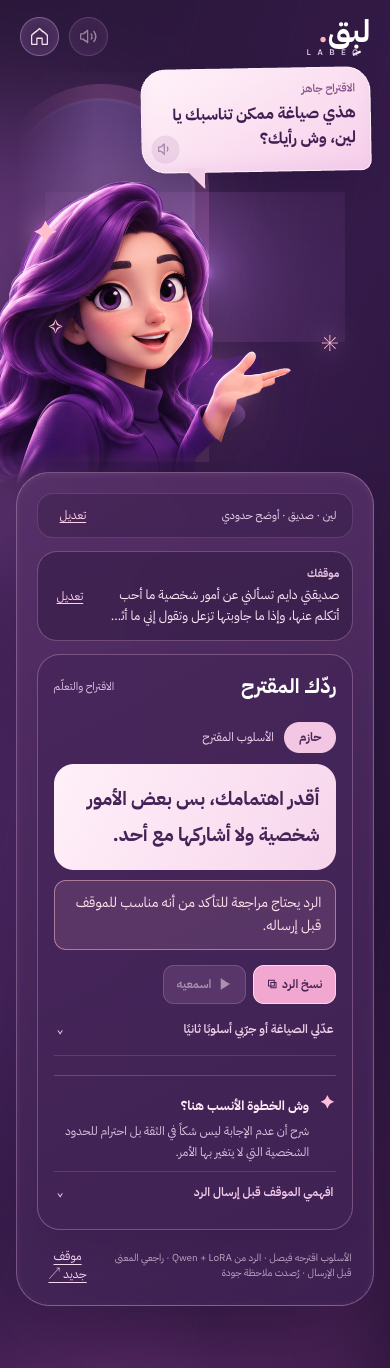 لبق.
LABEQ
الاقتراح جاهز
هذي صياغة ممكن تناسبك يا
لين، وش رأيك؟
لين · صديق · أوضح حدودي
تعديل
موقفك
صديقتي دايم تسألني عن أمور شخصية ما أحب
أتكلم عنها، وإذا ما جاوبتها تزعل وتقول إني ما أث...
تعديل
ردّك المقترح
الاقتراح والتعلّم
حازم
الأسلوب المقترح
أقدر اهتمامك، بس بعض الأمور
شخصية ولا أشاركها مع أحد.
الرد يحتاج مراجعة للتأكد من أنه مناسب للموقف
قبل إرساله.
نسخ الرد
اسمعيه
عدّلي الصياغة أو جرّبي أسلوبًا ثانيًا
وش الخطوة الأنسب هنا؟
شرح أن عدم الإجابة ليس شكاً في الثقة بل احترام للحدود
الشخصية التي لا يتغير بها الأمر.
افهمي الموقف قبل إرسال الرد
الأسلوب اقترحه فيصل · الرد من Qwen + LoRA · راجعي المعنى
قبل الإرسال · رُصدت ملاحظة جودة
موقف
جديد ↗